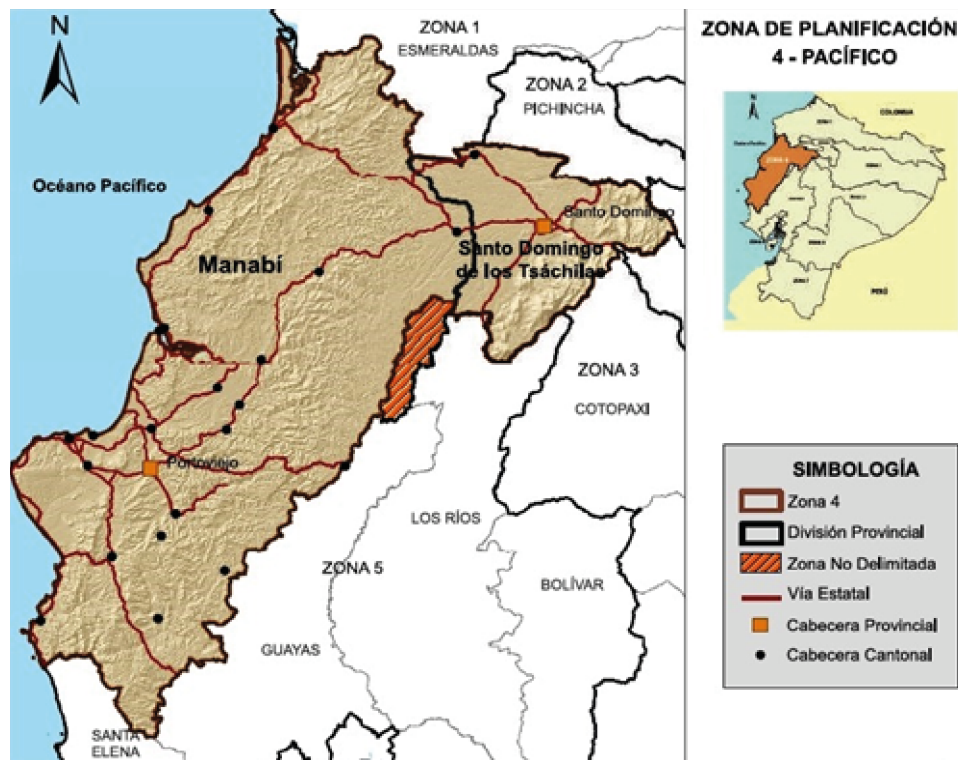 N
ZONA 1
ESMERALDAS
ZONA 2
PICHINCHA
Océano Pacífico
Santo Domingo
Manabí
Santo Domingo
de los Tsáchilas
ZONA 3
COTOPAXI
Portoviejo
LOS RÍOS
ZONA 5
BOLÍVAR
GUAYAS
SANTA
ELENA
ZONA DE PLANIFICACIÓN
4 - PACÍFICO
N
COLOMBIA
ZONA 4
PERÚ
SIMBOLOGÍA
Zona 4
División Provincial
Zona No Delimitada
Vía Estatal
Cabecera Provincial
Cabecera Cantonal